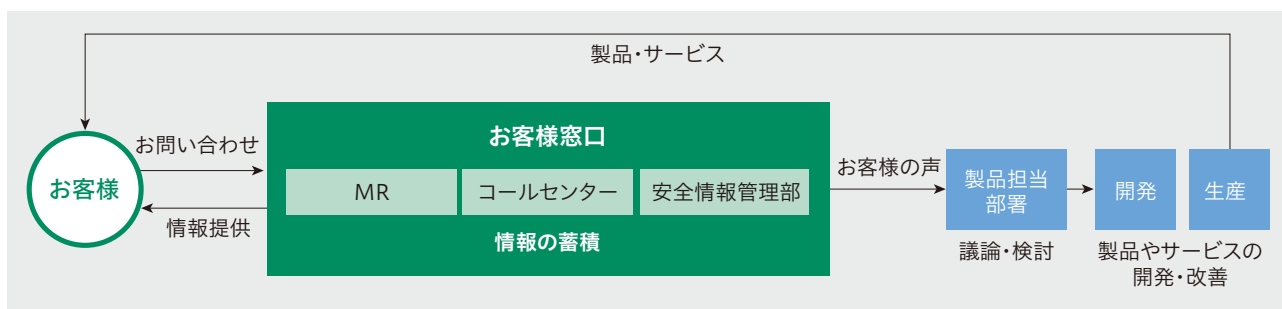 製品・サービス
お客様
お問い合わせ
情報提供
お客様窓口
MR
コールセンター
安全情報管理部
情報の蓄積
お客様の声
製品担当
部署
議論・検討
開発
生産
製品やサービスの
開発・改善